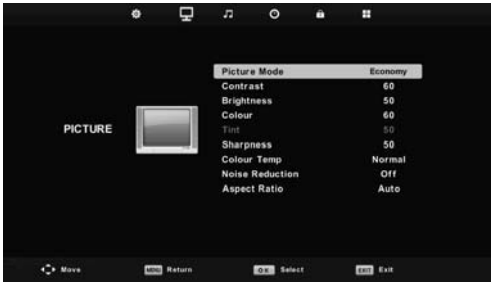 Picture Mode Economy
Contrast 60
Brightness 50
Colour 60
PICTURE Tint 50
Sharpness 50
Colour Temp Normal
Noise Reduction Off
Aspect Ratio Auto
Move MENU Return OK Select EXIT Exit